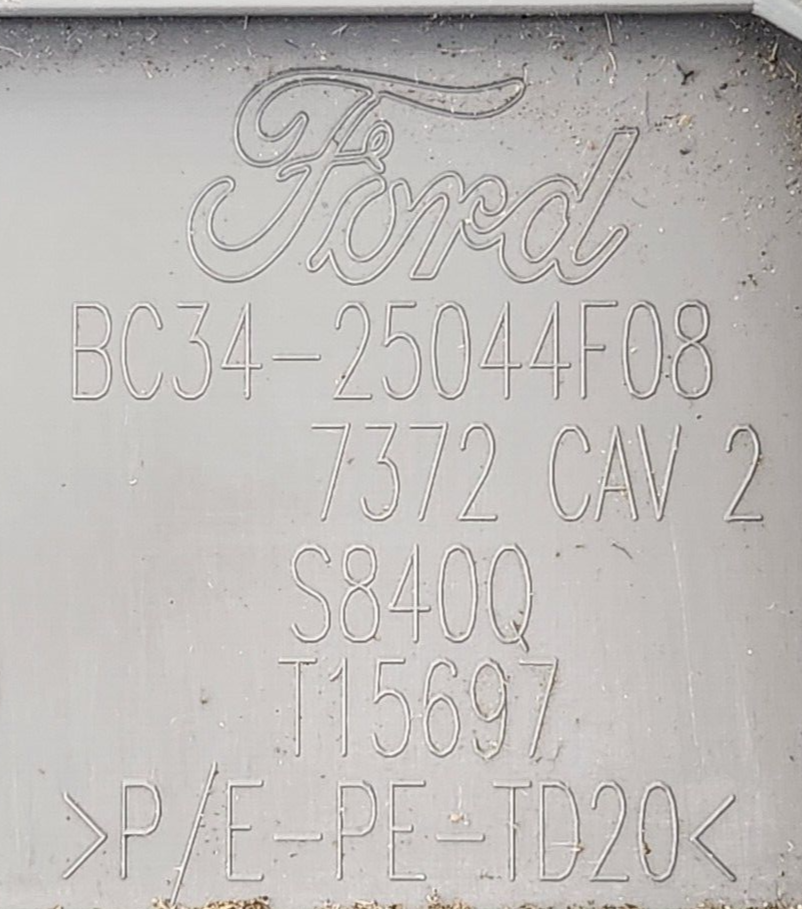 Ford
BC34-25044F08
7372 CAV 2
S840Q
T15697
>P/E-PE-TD20<